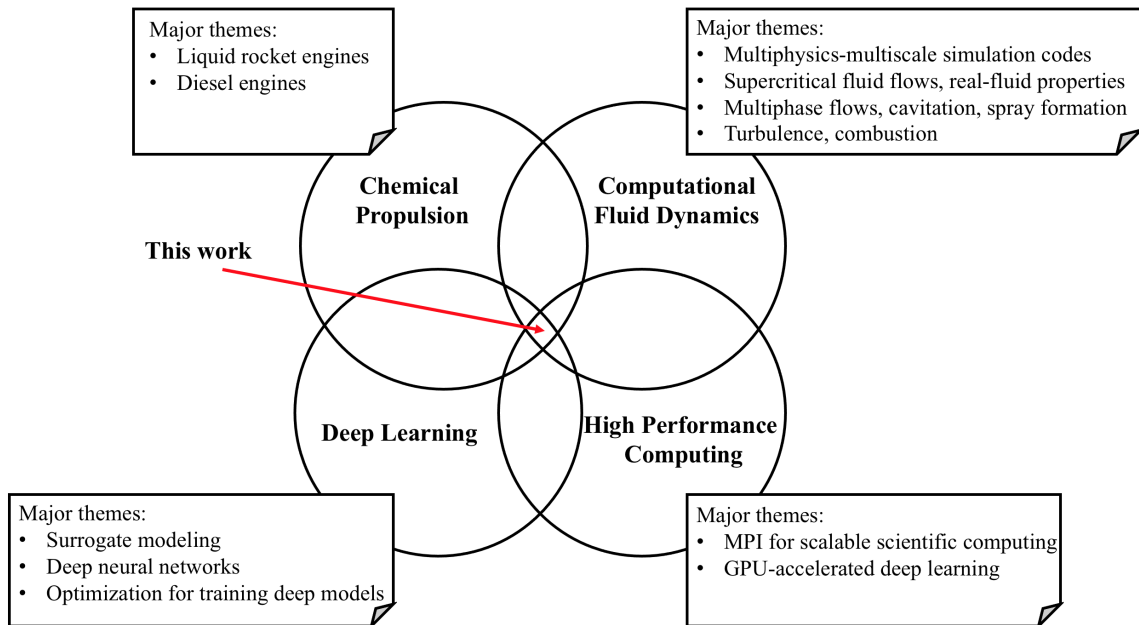 Major themes:
• Liquid rocket engines
• Diesel engines
Major themes:
• Multiphysics-multiscale simulation codes
• Supercritical fluid flows, real-fluid properties
• Multiphase flows, cavitation, spray formation
• Turbulence, combustion
Chemical
Propulsion
Computational
Fluid Dynamics
This work
Deep Learning
High Performance
Computing
Major themes:
• Surrogate modeling
• Deep neural networks
• Optimization for training deep models
Major themes:
• MPI for scalable scientific computing
• GPU-accelerated deep learning